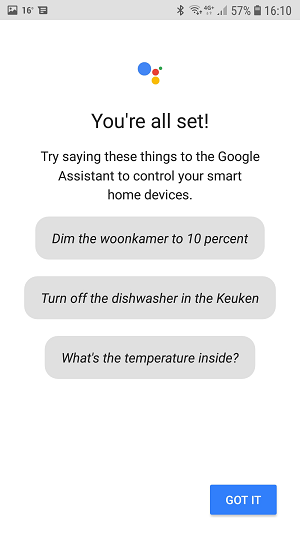 16° 4G+ 57% 16:10
You're all set!
Try saying these things to the Google
Assistant to control your smart
home devices.
Dim the woonkamer to 10 percent
Turn off the dishwasher in the Keuken
What's the temperature inside?
GOT IT